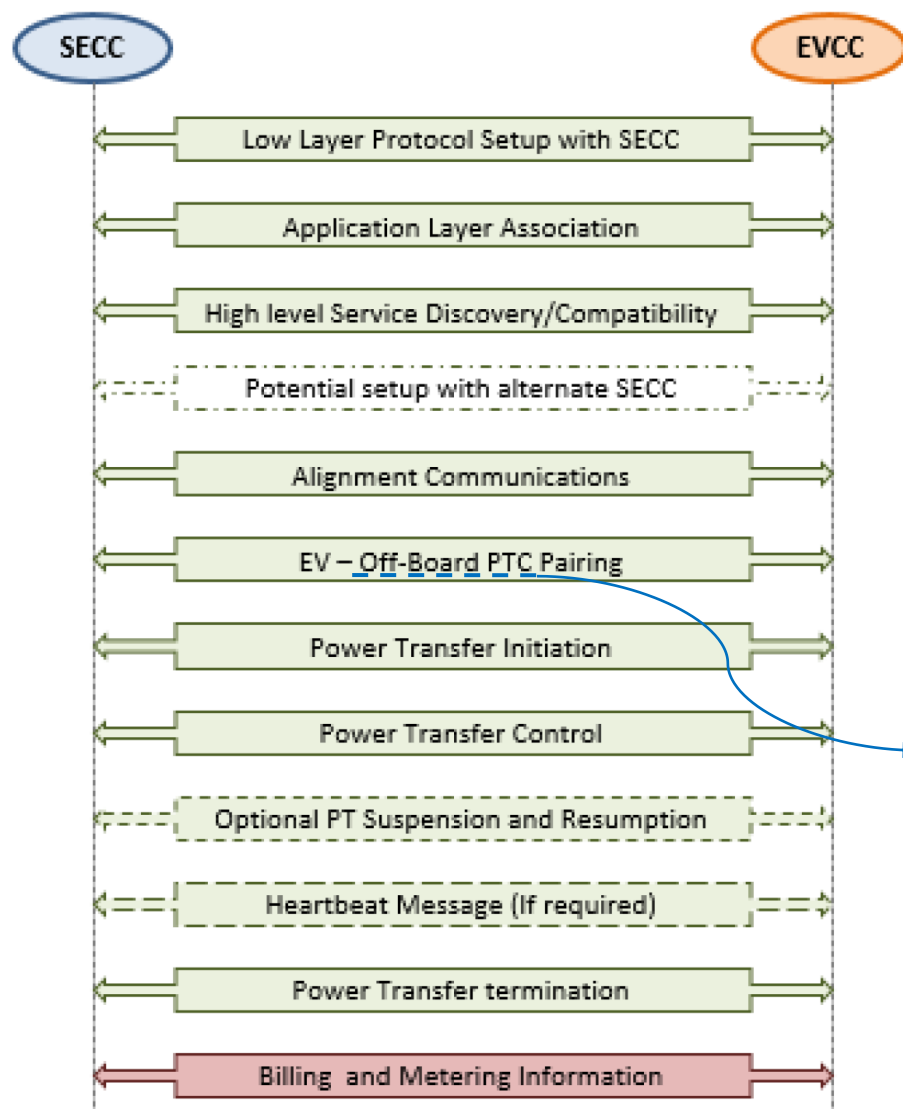 SECC
EVCC
Low Layer Protocol Setup with SECC
Application Layer Association
High level Service Discovery/Compatibility
Potential setup with alternate SECC
Alignment Communications
EV – Off-Board PTC Pairing
Power Transfer Initiation
Power Transfer Control
Optional PT Suspension and Resumption
Heartbeat Message (If required)
Power Transfer termination
Billing and Metering Information